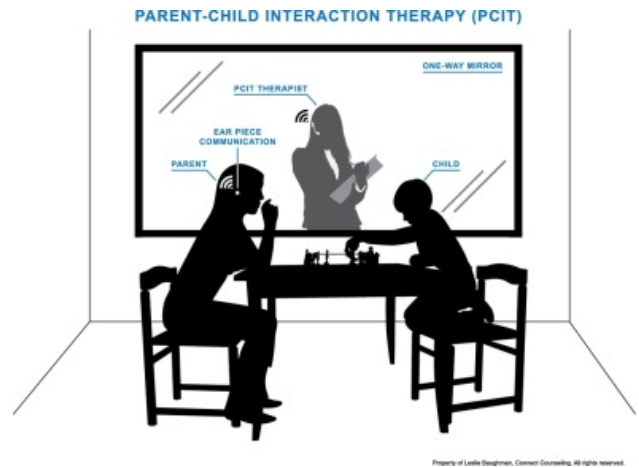 PARENT-CHILD INTERACTION THERAPY (PCIT)
ONE-WAY MIRROR
PCIT THERAPIST
EAR PIECE
COMMUNICATION
PARENT
CHILD
Property of Leslie Baughman, Connect Counseling. All rights reserved.